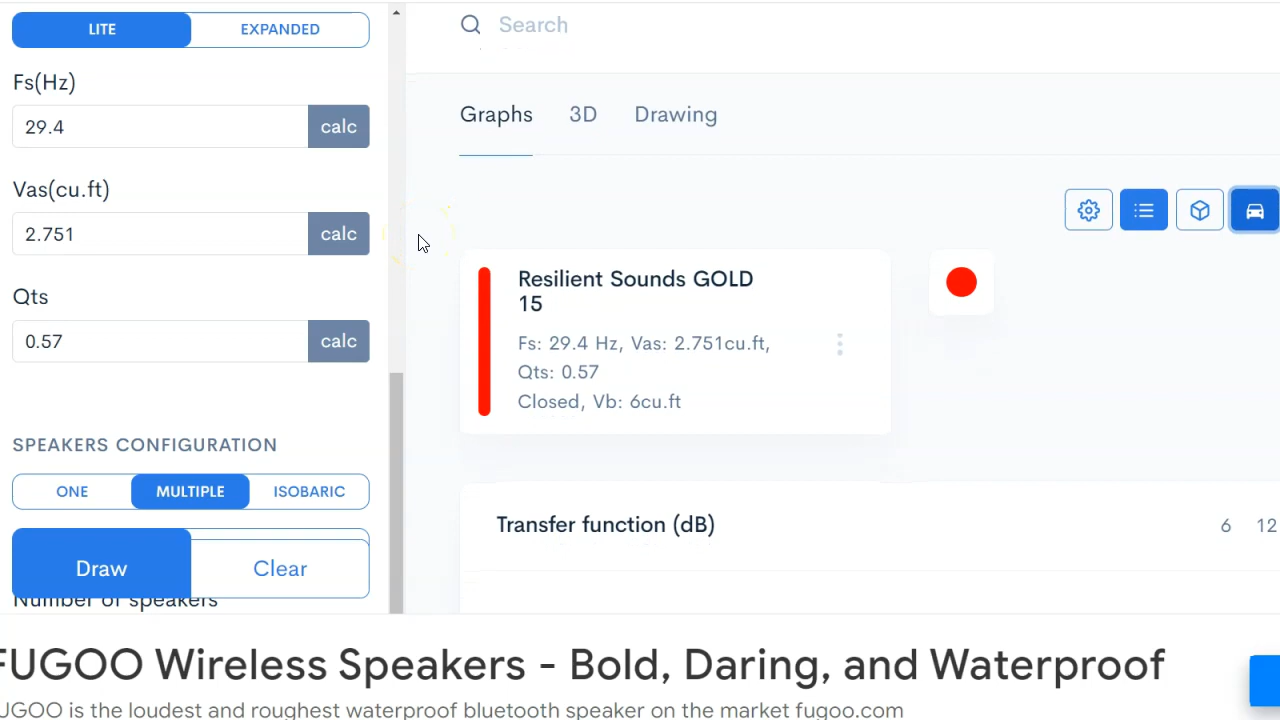 LITE
EXPANDED
Fs(Hz)
29.4
calc
Vas(cu.ft)
2.751
calc
Qts
0.57
calc
SPEAKERS CONFIGURATION
ONE
MULTIPLE
ISOBARIC
Draw
Clear
Number of speakers
Search
Graphs
3D
Drawing
Resilient Sounds GOLD
15
Fs: 29.4 Hz, Vas: 2.751cu.ft,
Qts: 0.57
Closed, Vb: 6cu.ft
Transfer function (dB)
6
12
FUGOO Wireless Speakers - Bold, Daring, and Waterproof
UGOO is the loudest and roughest waterproof bluetooth speaker on the market fugoo.com